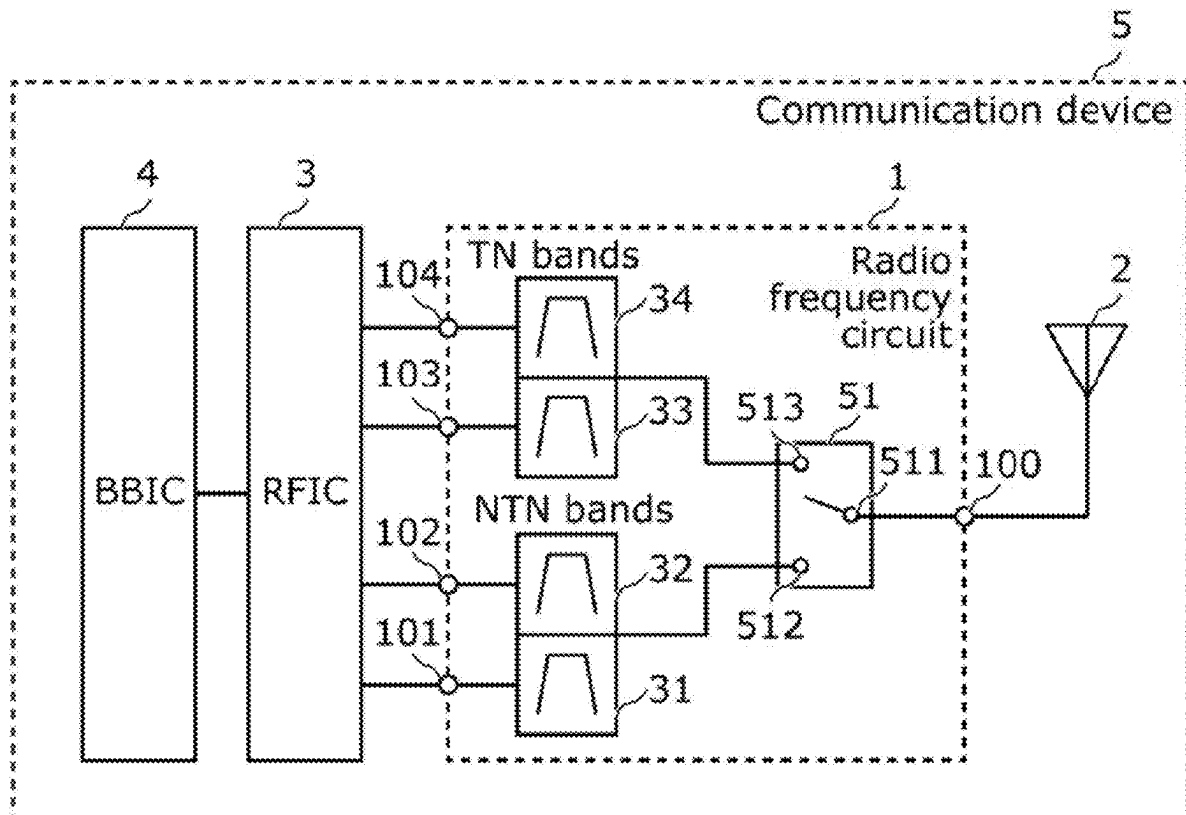 5
Communication device
4
3
1
TN bands
Radio
frequency
circuit
104
34
2
103
33
513
51
511
100
BBIC
RFIC
NTN bands
102
32
512
101
31